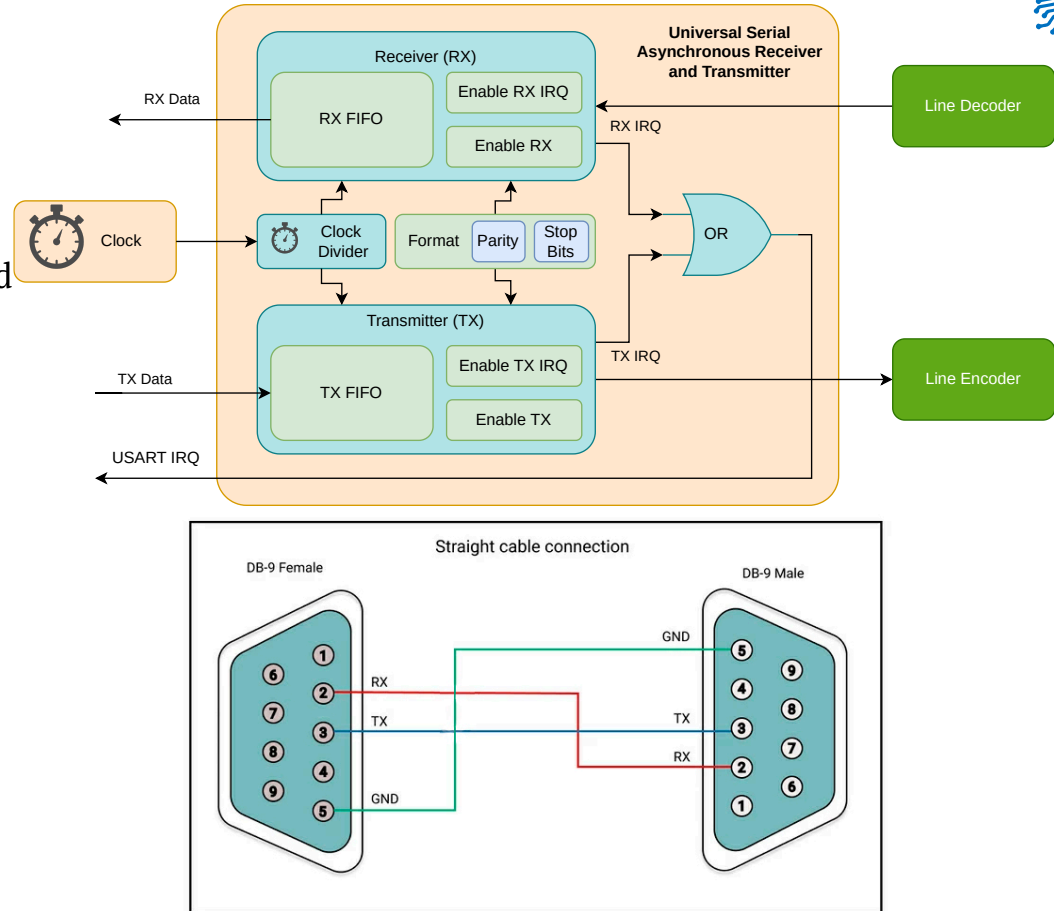 Universal Serial
Asynchronous Receiver
and Transmitter
Receiver (RX)
RX FIFO
Enable RX IRQ
Enable RX
RX Data
RX IRQ
Line Decoder
Clock
Clock
Divider
Format
Parity
Stop
Bits
OR
d
Transmitter (TX)
TX FIFO
Enable TX IRQ
Enable TX
TX Data
TX IRQ
Line Encoder
USART IRQ
Straight cable connection
DB-9 Female
DB-9 Male
1
6
2
7
3
8
4
9
5
RX
TX
GND
GND
TX
RX
5
9
4
8
3
7
2
6
1